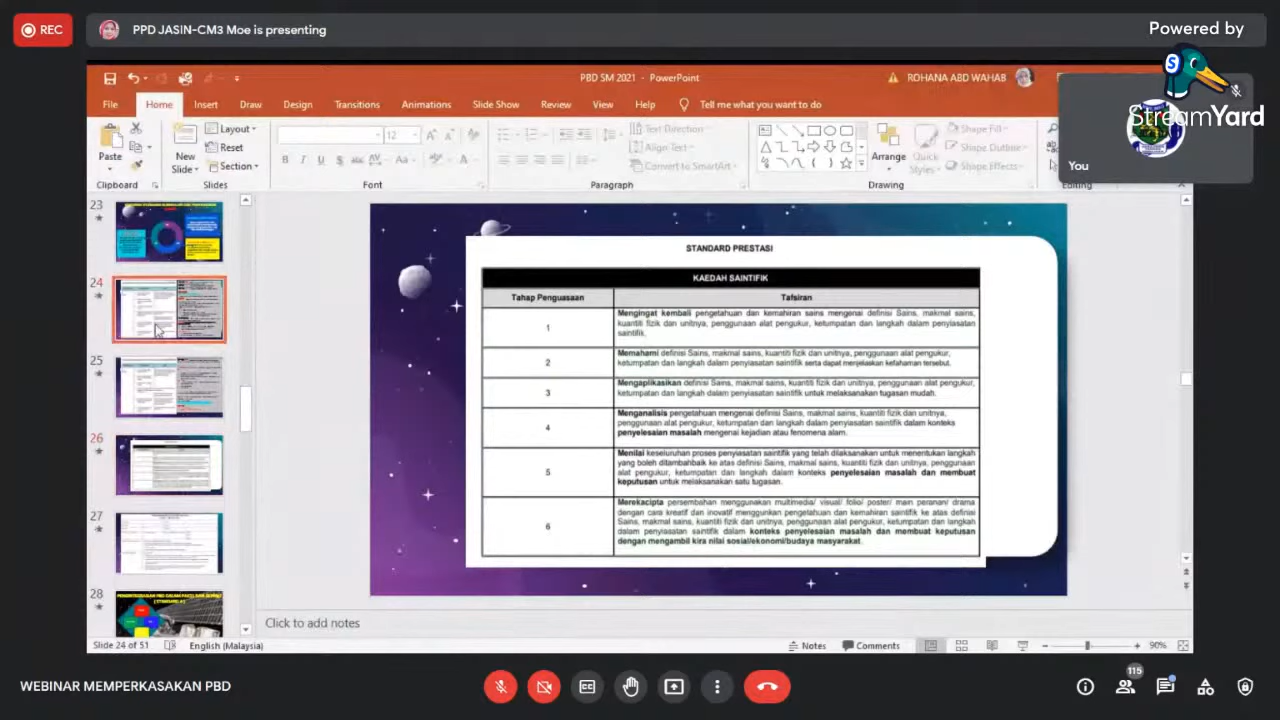 REC
PPD JASIN-CM3 Moe is presenting
Powered by
StreamYard
You
PBD SM 2021 - PowerPoint
ROHANA ABD WAHAB
File Home Insert Draw Design Transitions Animations Slide Show Review View Help Tell me what you want to do
Paste
Clipboard
New
Slide
Layout
Reset
Section
Slides
12
Font
Text Direction
Align Text
Convert to SmartArt
Paragraph
Arrange
Quick
Styles
Shape Fill
Shape Outline
Shape Effects
Drawing
Editing
23
24
25
26
27
28
STANDARD PRESTASI
KAEDAH SAINTIFIK
Tahap Penguasaan Tafsiran
1
Mengingat kembali pengetahuan dan kemahiran sains mengenai definisi Sains, makmal sains,
kuantiti fizik dan unitnya, penggunaan alat pengukur, ketumpatan dan langkah dalam penyiasatan
saintifik.
2
Memahami definisi Sains, makmal sains, kuantiti fizik dan unitnya, penggunaan alat pengukur,
ketumpatan dan langkah dalam penyiasatan saintifik serta dapat menjelaskan kefahaman tersebut.
3
Mengaplikasikan definisi Sains, makmal sains, kuantiti fizik dan unitnya, penggunaan alat pengukur,
ketumpatan dan langkah dalam penyiasatan saintifik untuk melaksanakan tugasan mudah.
4
Menganalisis pengetahuan mengenai definisi Sains, makmal sains, kuantiti fizik dan unitnya,
penggunaan alat pengukur, ketumpatan dan langkah dalam penyiasatan saintifik dalam konteks
penyelesaian masalah mengenai kejadian atau fenomena alam.
5
Menilai keseluruhan proses penyiasatan saintifik yang telah dilaksanakan untuk menentukan langkah
yang boleh ditambahbaik ke atas definisi Sains, makmal sains, kuantiti fizik dan unitnya, penggunaan
alat pengukur, ketumpatan dan langkah dalam konteks penyelesaian masalah dan membuat
keputusan untuk melaksanakan satu tugasan.
6
Merekacipta persembahan menggunakan multimedia/ visual/ folio/ poster/ main peranan/ drama
dengan cara kreatif dan inovatif menggunkan pengetahuan dan kemahiran saintifik ke atas definisi
Sains, makmal sains, kuantiti fizik dan unitnya, penggunaan alat pengukur, ketumpatan dan langkah
dalam penyiasatan saintifik dalam konteks penyelesaian masalah dan membuat keputusan
dengan mengambil kira nilai sosial/ekonomi/budaya masyarakat.
Click to add notes
Slide 24 of 51 English (Malaysia) Notes Comments 90%
WEBINAR MEMPERKASAKAN PBD
115